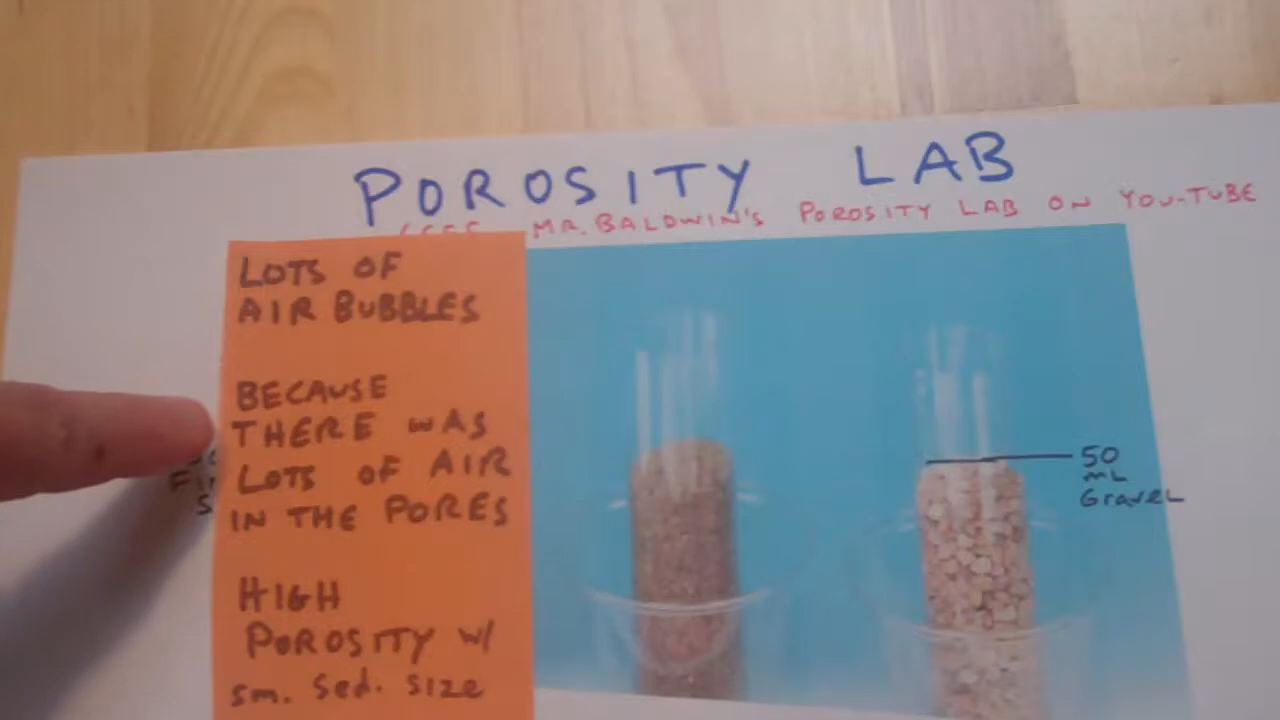 POROSITY LAB
MR. BALDWIN'S POROSITY LAB ON YOU-TUBE
LOTS OF
AIR BUBBLES
BECAUSE
THERE WAS
LOTS OF AIR
IN THE PORES
HIGH
POROSITY W/
sm. sed. size
50
mL
Gravel